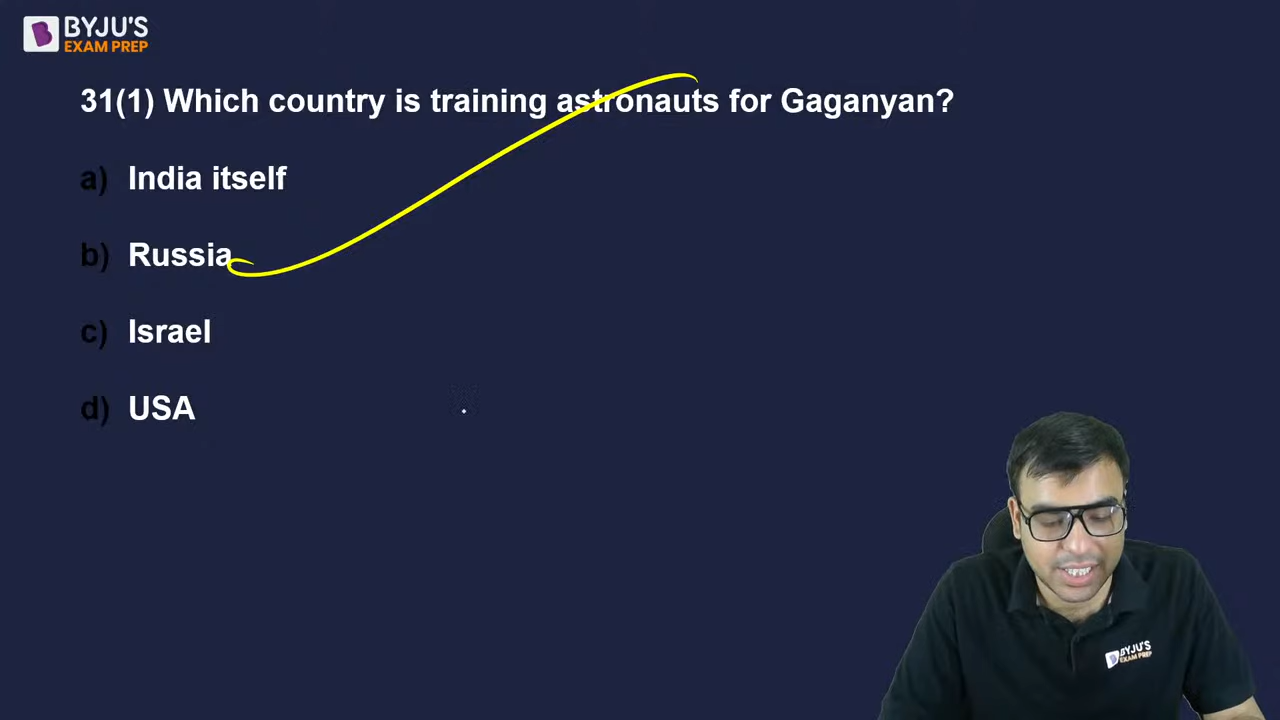 BYJU'S
EXAM PREP
31(1) Which country is training astronauts for Gaganyan?
a) India itself
b) Russia
c) Israel
d) USA
BYJU'S
EXAM PREP